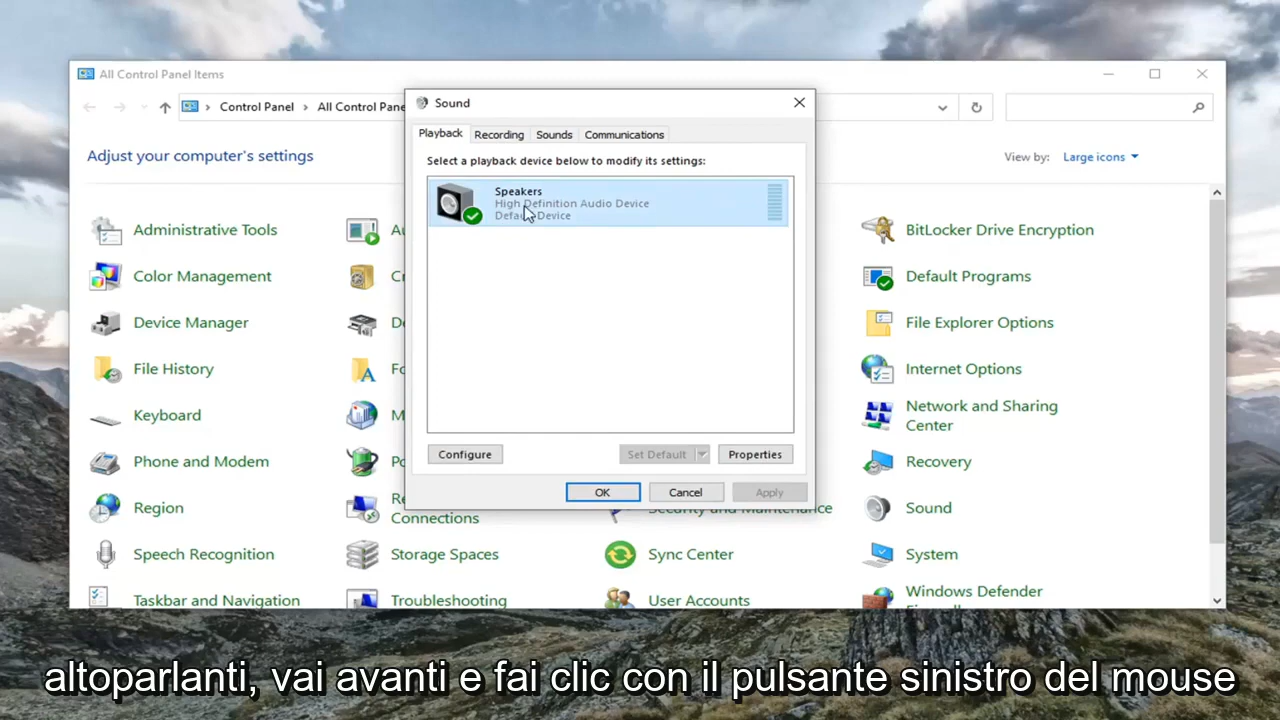 All Control Panel Items
Control Panel > All Control Pane
Adjust your computer's settings
View by: Large icons
Sound
Playback Recording Sounds Communications
Select a playback device below to modify its settings:
Speakers
High Definition Audio Device
Default Device
Configure
Set Default
Properties
OK
Cancel
Apply
Administrative Tools
BitLocker Drive Encryption
Color Management
Default Programs
Device Manager
File Explorer Options
File History
Internet Options
Keyboard
Network and Sharing
Center
Phone and Modem
Recovery
Region
Connections
Security and Maintenance
Sound
Speech Recognition
Storage Spaces
Sync Center
System
Taskbar and Navigation
Troubleshooting
User Accounts
Windows Defender
altoparlanti, vai avanti e fai clic con il pulsante sinistro del mouse